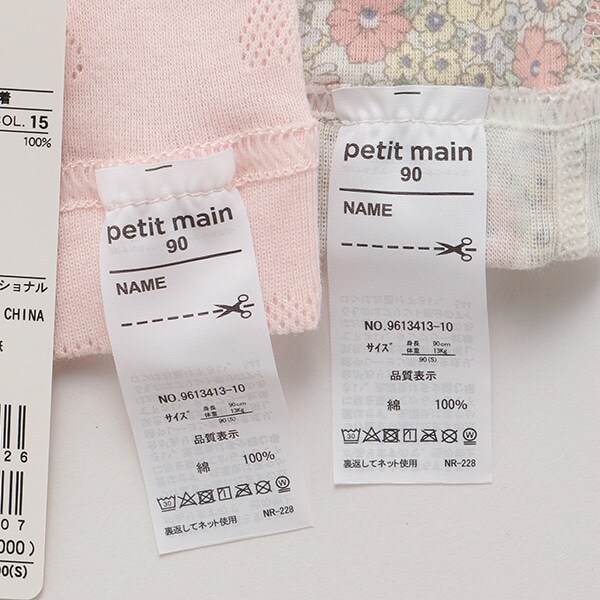 着
COL. 15
100%
ショナル
CHINA
26
07
000)
90(S)
petit main
90
NAME
NO.9613413-10
サイズ 身長 90cm
体重 13Kg
90(S)
品質表示
綿 100%
裏返してネット使用 NR-228
petit main
90
NAME
NO.9613413-10
サイズ 身長 90cm
体重 13Kg
90(S)
品質表示
綿 100%
裏返してネット使用 NR-228